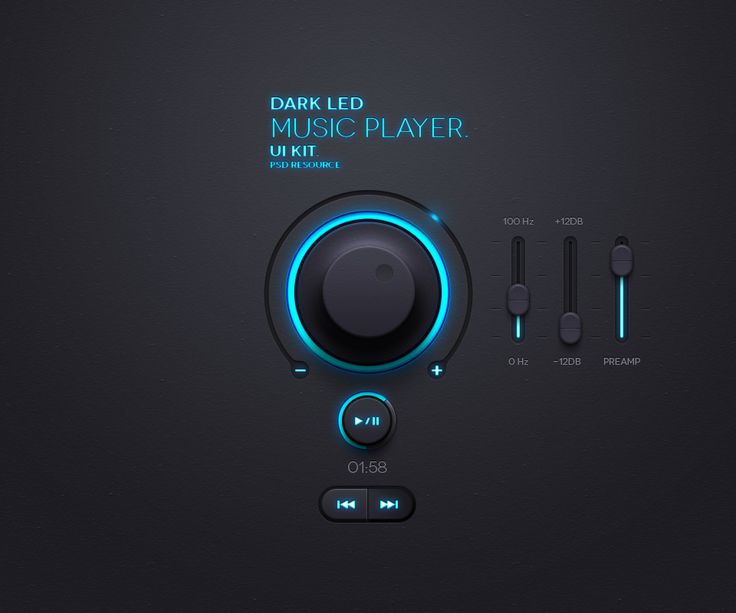 DARK LED
MUSIC PLAYER.
UI KIT.
PSD RESOURCE
100 Hz +12DB
0 Hz -12DB PREAMP
- +
01:58